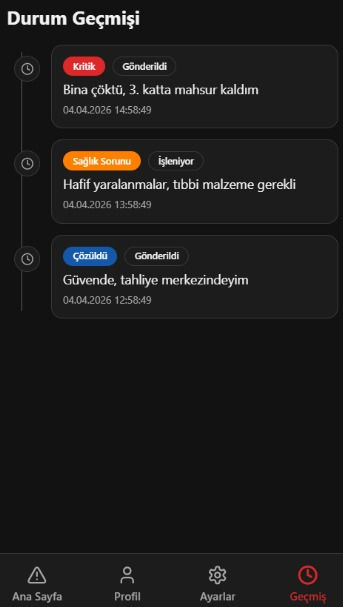 Durum Geçmişi
Kritik Gönderildi
Bina çöktü, 3. katta mahsur kaldım
04.04.2026 14:58:49
Sağlık Sorunu İşleniyor
Hafif yaralanmalar, tıbbi malzeme gerekli
04.04.2026 13:58:49
Çözüldü Gönderildi
Güvende, tahliye merkezindeyim
04.04.2026 12:58:49
Ana Sayfa Profil Ayarlar Geçmiş